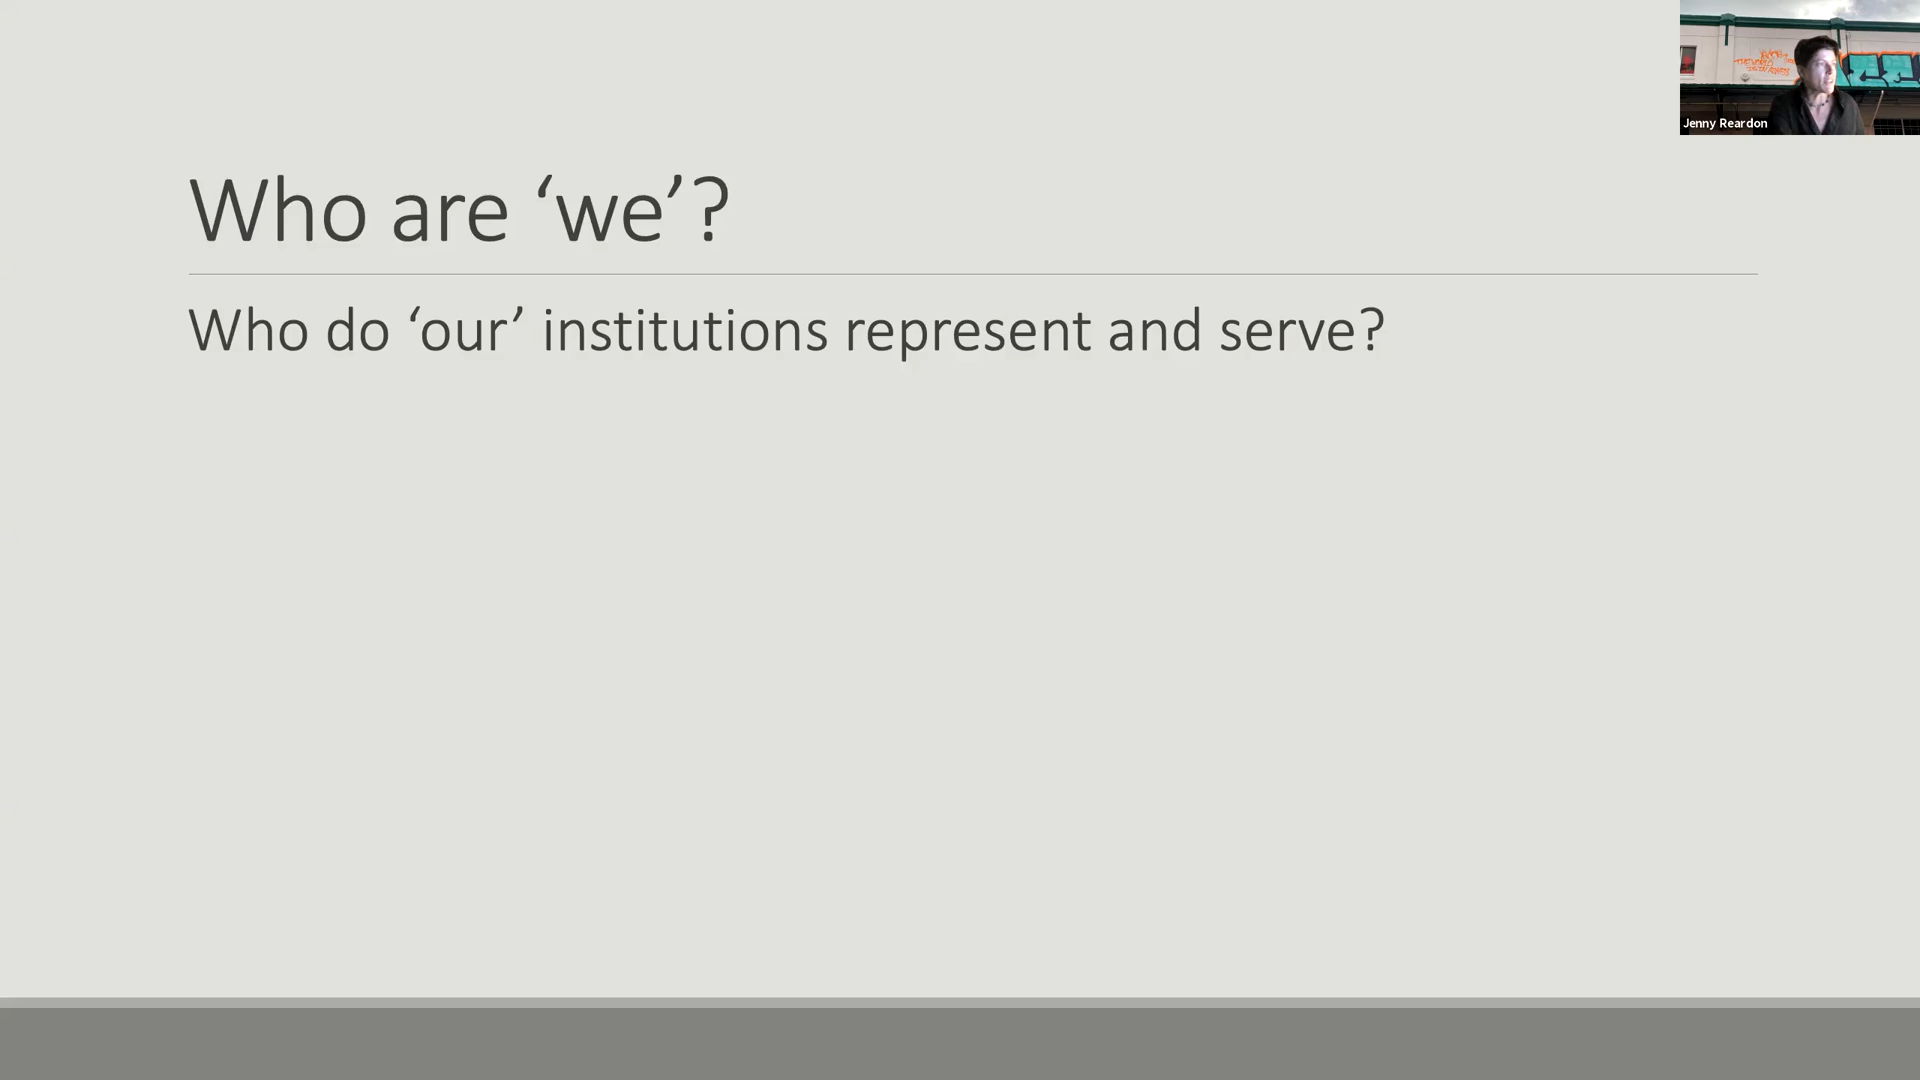 Who are ‘we’?
Who do ‘our’ institutions represent and serve?
Jenny Reardon